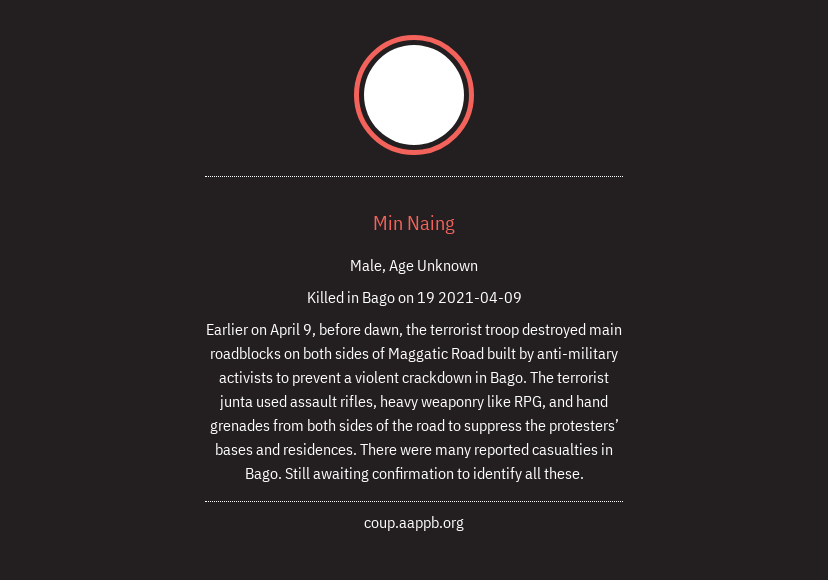 Min Naing
Male, Age Unknown
Killed in Bago on 19 2021-04-09
Earlier on April 9, before dawn, the terrorist troop destroyed main
roadblocks on both sides of Maggatic Road built by anti-military
activists to prevent a violent crackdown in Bago. The terrorist
junta used assault rifles, heavy weaponry like RPG, and hand
grenades from both sides of the road to suppress the protesters’
bases and residences. There were many reported casualties in
Bago. Still awaiting confirmation to identify all these.
coup.aappb.org